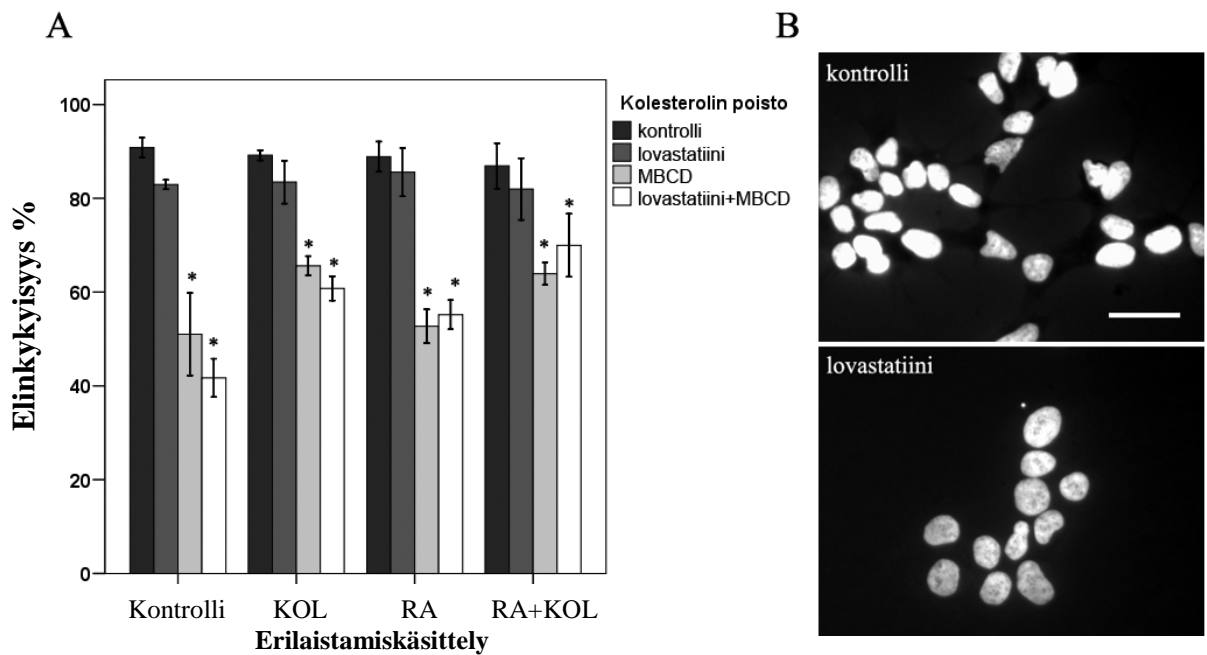 A
Elinkykyisyys %
100
80
60
40
20
0
* * * * * * * *
Kontrolli KOL RA RA+KOL
Erilaistamiskäsittely
Kolesterolin poisto
kontrolli
lovastatiini
MBCD
lovastatiini+MBCD
B
kontrolli
lovastatiini